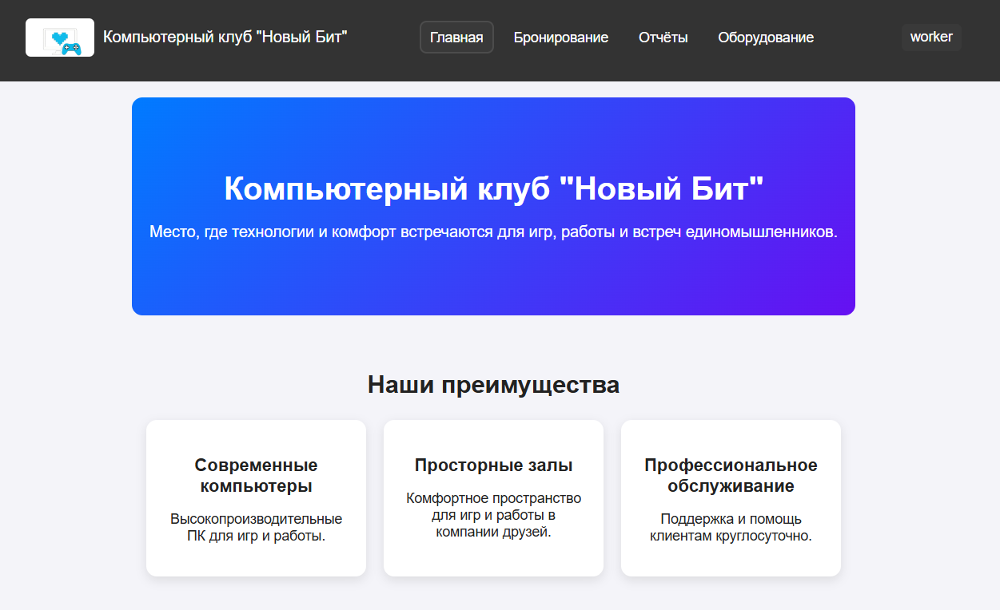 Компьютерный клуб "Новый Бит"
Главная
Бронирование
Отчёты
Оборудование
worker
Компьютерный клуб "Новый Бит"
Место, где технологии и комфорт встречаются для игр, работы и встреч единомышленников.
Наши преимущества
Современные
компьютеры
Высокопроизводительные
ПК для игр и работы.
Просторные залы
Комфортное пространство
для игр и работы в
компании друзей.
Профессиональное
обслуживание
Поддержка и помощь
клиентам круглосуточно.